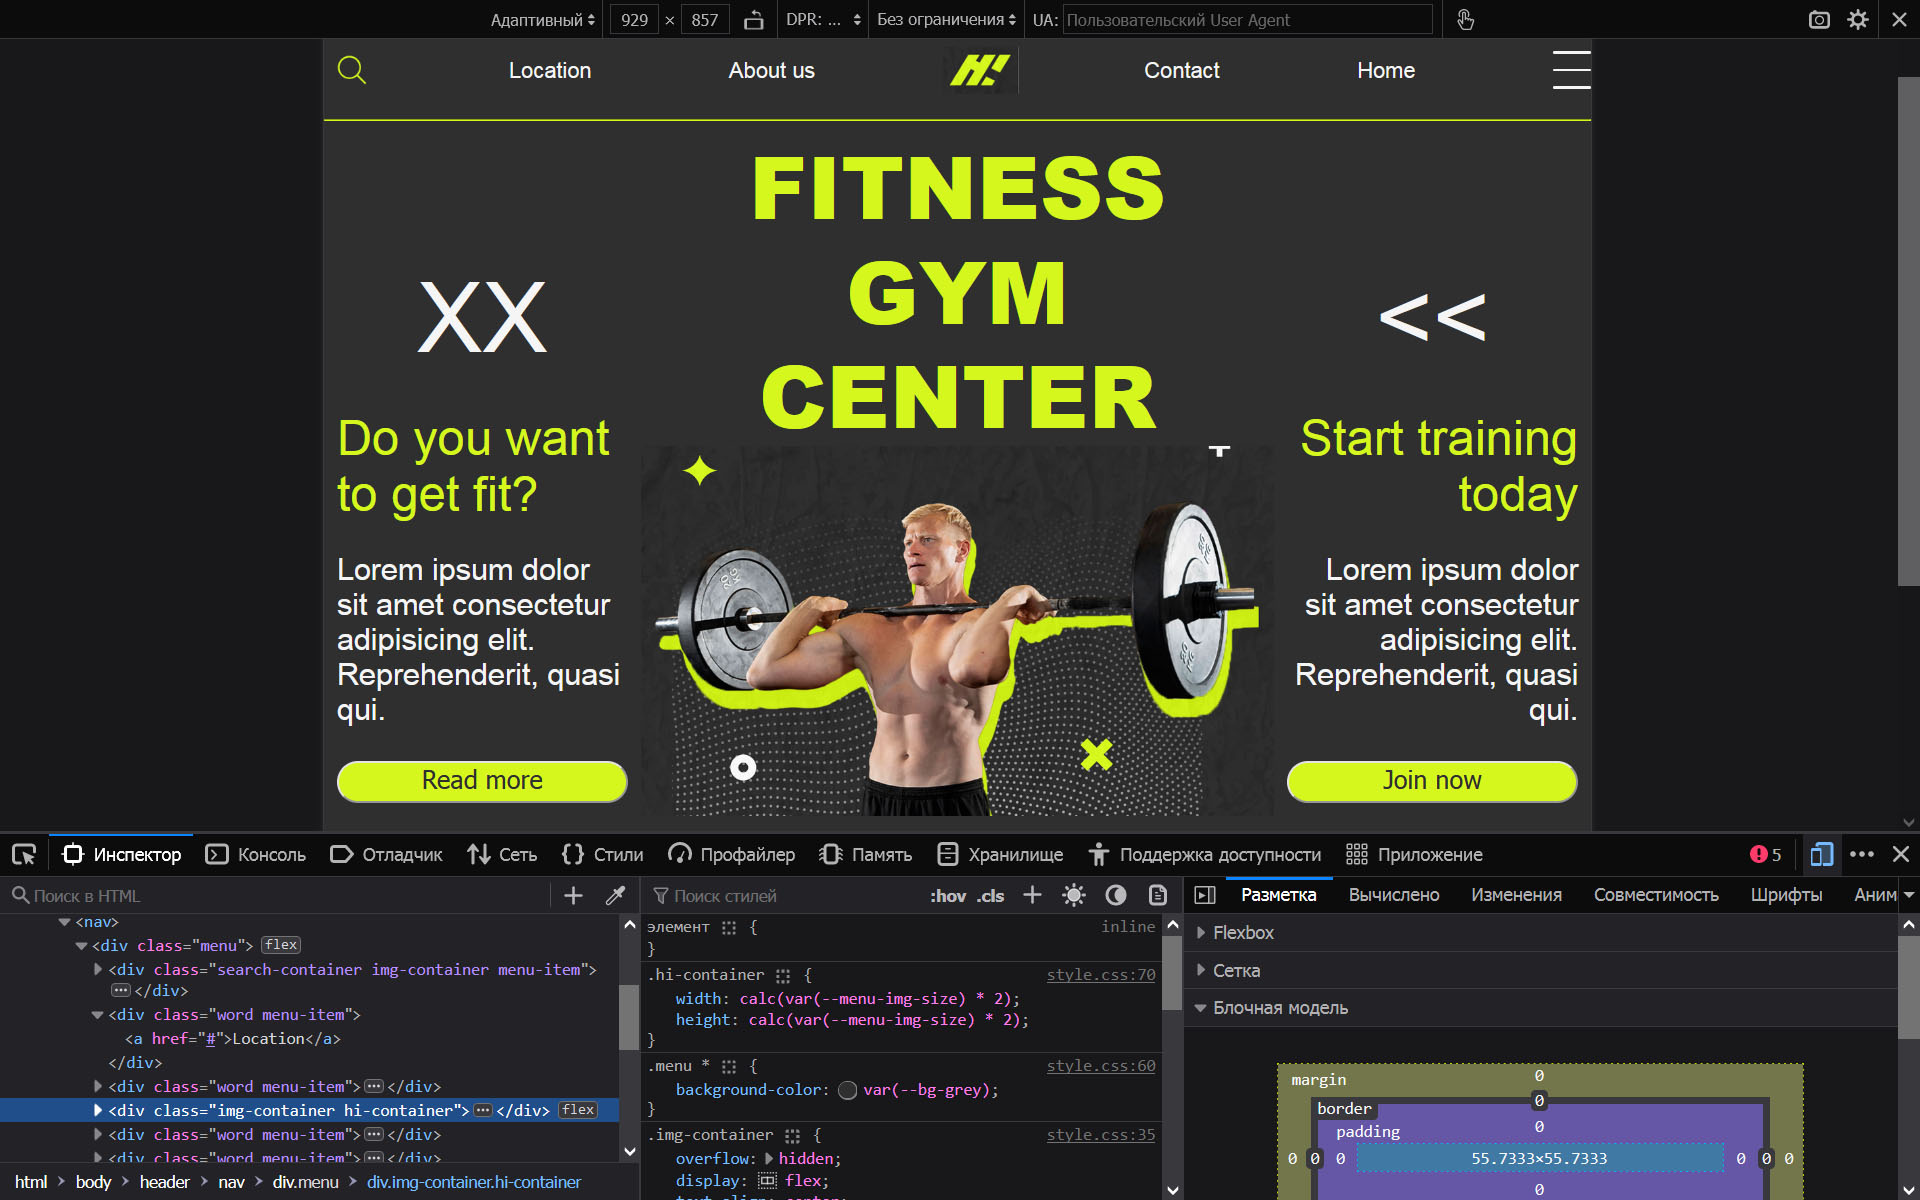 Адаптивный
929 × 857
DPR: ...
Без ограничения
UA: Пользовательский User Agent
Location
About us
H!
Contact
Home
FITNESS
GYM
CENTER
XX
<<
Do you want
to get fit?
Start training
today
Lorem ipsum dolor
sit amet consectetur
adipisicing elit.
Reprehenderit, quasi
qui.
Lorem ipsum dolor
sit amet consectetur
adipisicing elit.
Reprehenderit, quasi
qui.
Read more
Join now
Инспектор
Консоль
Отладчик
Сеть
Стили
Профайлер
Память
Хранилище
Поддержка доступности
Приложение
5
Поиск в HTML
<nav>
<div class="menu"> flex
<div class="search-container img-container menu-item">
</div>
<div class="word menu-item">
<a href="#">Location</a>
</div>
<div class="word menu-item"></div>
<div class="img-container hi-container"></div> flex
<div class="word menu-item"></div>
<div class="word menu-item"></div>
html > body > header > nav > div.menu > div.img-container.hi-container
Поиск стилей
:hov .cls
элемент {
inline
}
.hi-container {
style.css:70
width: calc(var(--menu-img-size) * 2);
height: calc(var(--menu-img-size) * 2);
}
.menu * {
style.css:60
background-color: var(--bg-grey);
}
.img-container {
style.css:35
overflow: hidden;
display: flex;
text-align: center;
Разметка
Вычислено
Изменения
Совместимость
Шрифты
Аним
Flexbox
Сетка
Блочная модель
margin
0
border
0
padding
0
0 0 0 55.7333×55.7333 0 0 0
0